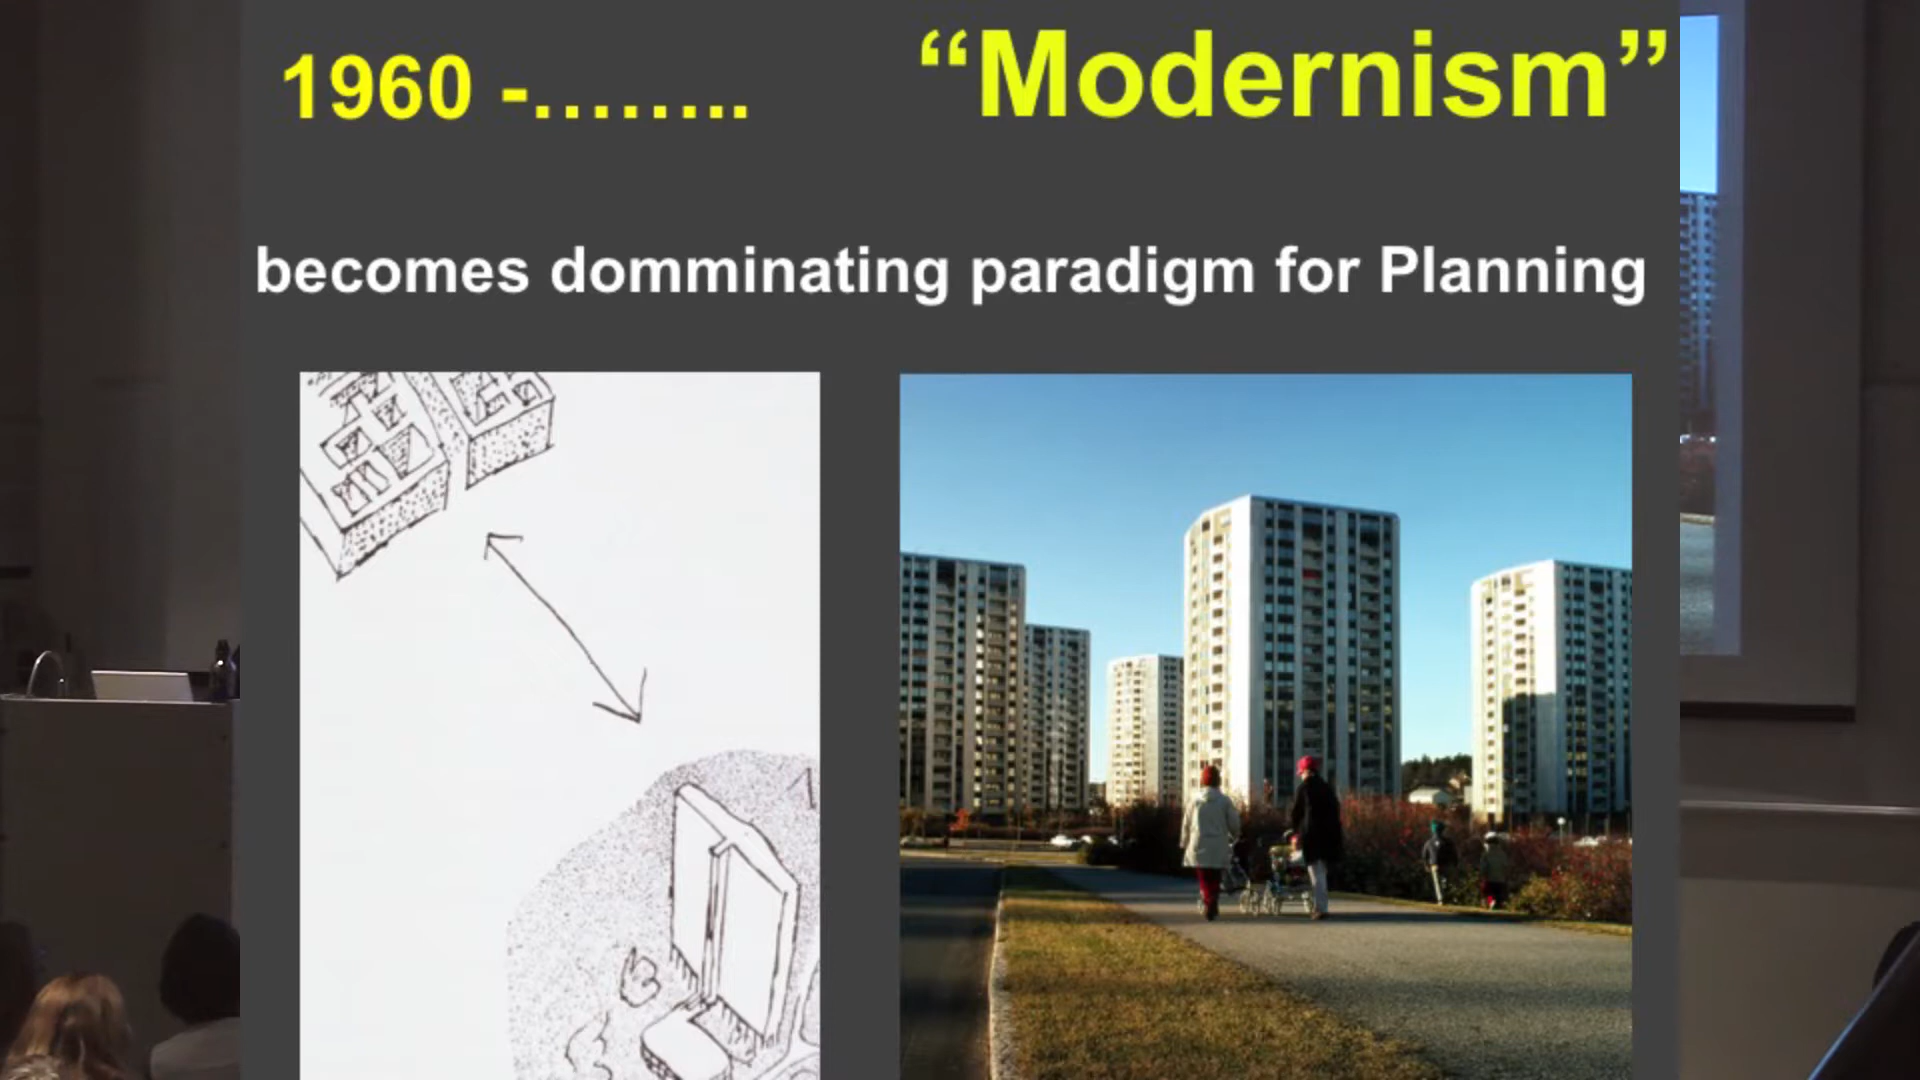 1960 -........ “Modernism”
becomes domminating paradigm for Planning